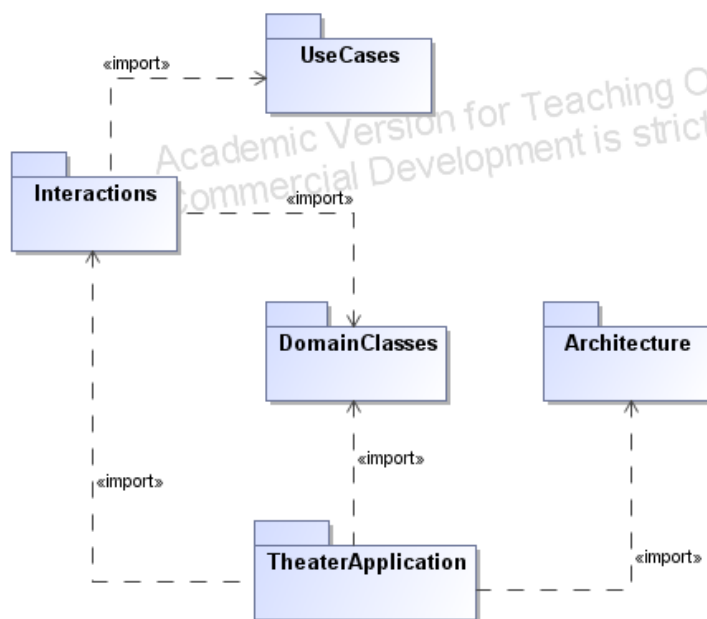 UseCases
«import»
Academic Version for Teaching O
Commercial Development is strict
Interactions
«import»
DomainClasses
Architecture
«import»
«import»
«import»
TheaterApplication